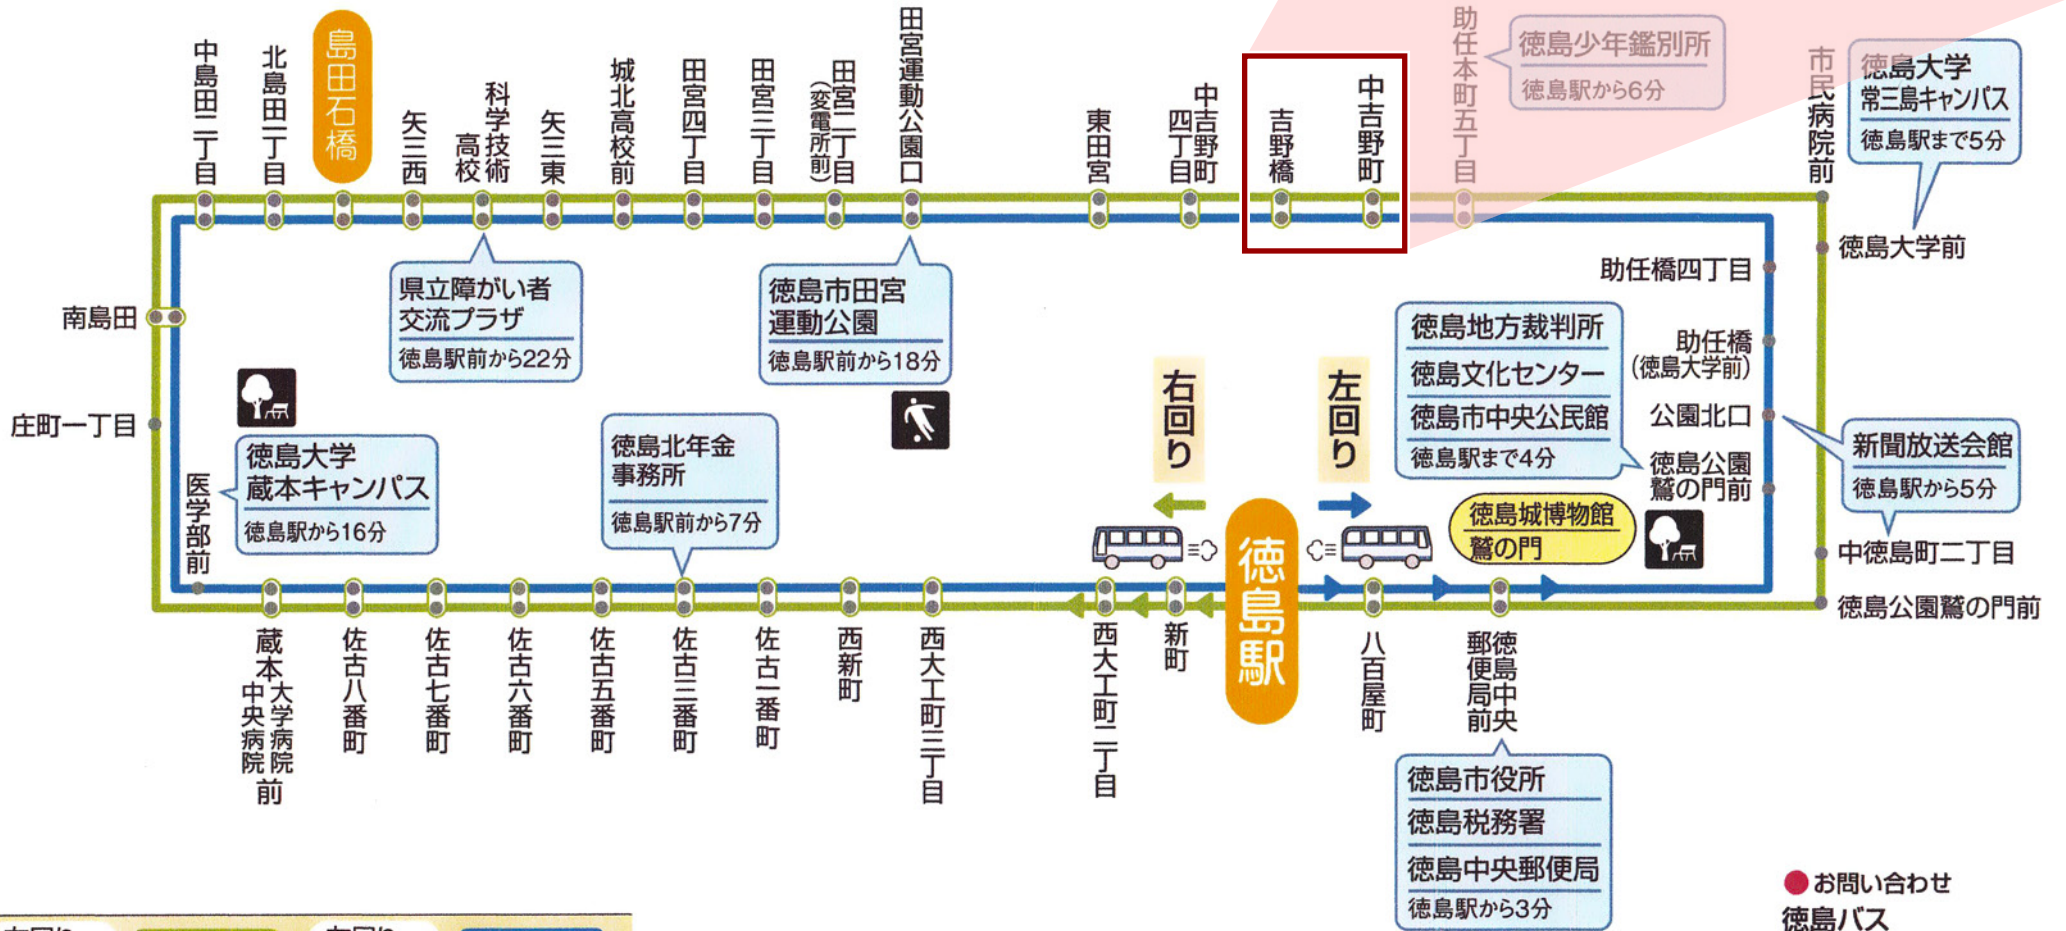 中島田二丁目
北島田一丁目
島田石橋
矢三西
科学技術
高校
矢三東
城北高校前
田宮四丁目
田宮三丁目
田宮二丁目
(変電所前)
田宮運動公園口
東田宮
中吉野町
四丁目
吉野橋
中吉野町
助任本町五丁目
徳島少年鑑別所
徳島駅から6分
市民病院前
徳島大学
常三島キャンパス
徳島駅まで5分
徳島大学前
助任橋四丁目
助任橋
(徳島大学前)
公園北口
徳島公園
鷲の門前
新聞放送会館
徳島駅から5分
中徳島町二丁目
徳島公園鷲の門前
南島田
庄町一丁目
医学部前
県立障がい者
交流プラザ
徳島駅前から22分
徳島市田宮
運動公園
徳島駅前から18分
徳島大学
蔵本キャンパス
徳島駅から16分
徳島北年金
事務所
徳島駅前から7分
右回り
左回り
徳島地方裁判所
徳島文化センター
徳島市中央公民館
徳島駅まで4分
徳島城博物館
鷲の門
徳島駅
蔵本大学病院
中央病院前
佐古八番町
佐古七番町
佐古六番町
佐古五番町
佐古三番町
佐古一番町
西新町
西大工町三丁目
西大工町二丁目
新町
八百屋町
徳島中央
郵便局前
徳島市役所
徳島税務署
徳島中央郵便局
徳島駅から3分
お問い合わせ
徳島バス